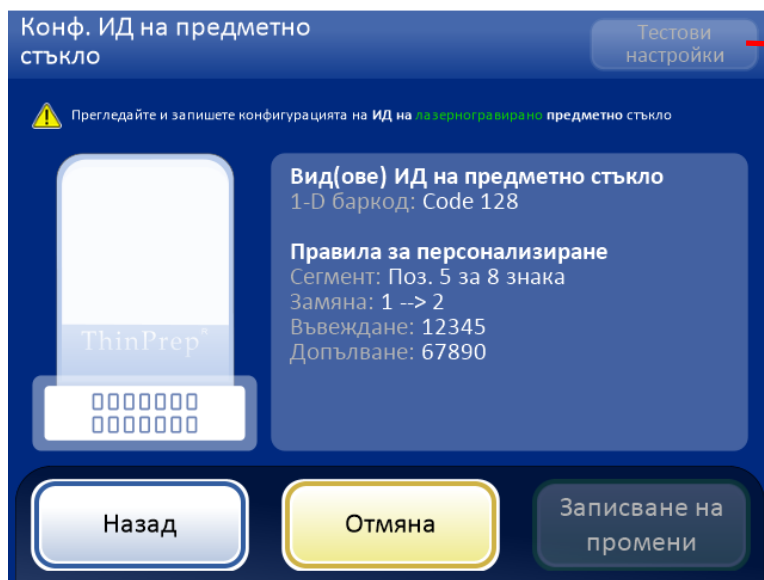 Конф. ИД на предметно
стъкло
Тестови
настройки
Прегледайте и запишете конфигурацията на ИД на лазерногравирано предметно стъкло
Вид(ове) ИД на предметно стъкло
1-D баркод: Code 128
Правила за персонализиране
Сегмент: Поз. 5 за 8 знака
Замяна: 1 --> 2
Въвеждане: 12345
Допълване: 67890
ThinPrep®
Назад
Отмяна
Записване на
промени